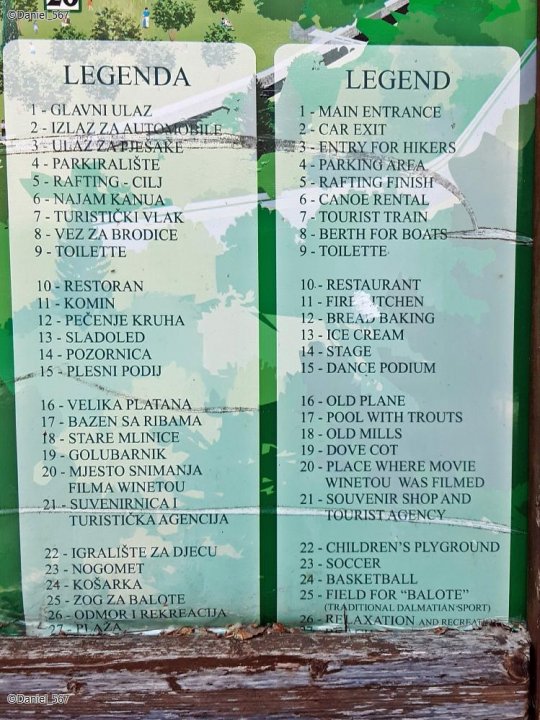 ©Daniel_567
20
LEGENDA
1 - GLAVNI ULAZ
2 - IZLAZ ZA AUTOMOBILE
3 - ULAZ ZA PJEŠAKE
4 - PARKIRALIŠTE
5 - RAFTING - CILJ
6 - NAJAM KANUA
7 - TURISTIČKI VLAK
8 - VEZ ZA BRODICE
9 - TOILETTE
10 - RESTORAN
11 - KOMIN
12 - PEČENJE KRUHA
13 - SLADOLED
14 - POZORNICA
15 - PLESNI PODIJ
16 - VELIKA PLATANA
17 - BAZEN SA RIBAMA
18 - STARE MLINICE
19 - GOLUBARNIK
20 - MJESTO SNIMANJA
FILMA WINETOU
21 - SUVENIRNICA I
TURISTIČKA AGENCIJA
22 - IGRALIŠTE ZA DJECU
23 - NOGOMET
24 - KOŠARKA
25 - ZOG ZA BALOTE
26 - ODMOR I REKREACIJA
27 - PLAŽA
LEGEND
1 - MAIN ENTRANCE
2 - CAR EXIT
3 - ENTRY FOR HIKERS
4 - PARKING AREA
5 - RAFTING FINISH
6 - CANOE RENTAL
7 - TOURIST TRAIN
8 - BERTH FOR BOATS
9 - TOILETTE
10 - RESTAURANT
11 - FIRE KITCHEN
12 - BREAD BAKING
13 - ICE CREAM
14 - STAGE
15 - DANCE PODIUM
16 - OLD PLANE
17 - POOL WITH TROUTS
18 - OLD MILLS
19 - DOVE COT
20 - PLACE WHERE MOVIE
WINETOU WAS FILMED
21 - SOUVENIR SHOP AND
TOURIST AGENCY
22 - CHILDREN'S PLYGROUND
23 - SOCCER
24 - BASKETBALL
25 - FIELD FOR “BALOTE”
(TRADITIONAL DALMATIAN SPORT)
26 - RELAXATION AND RECREATION
©Daniel_567